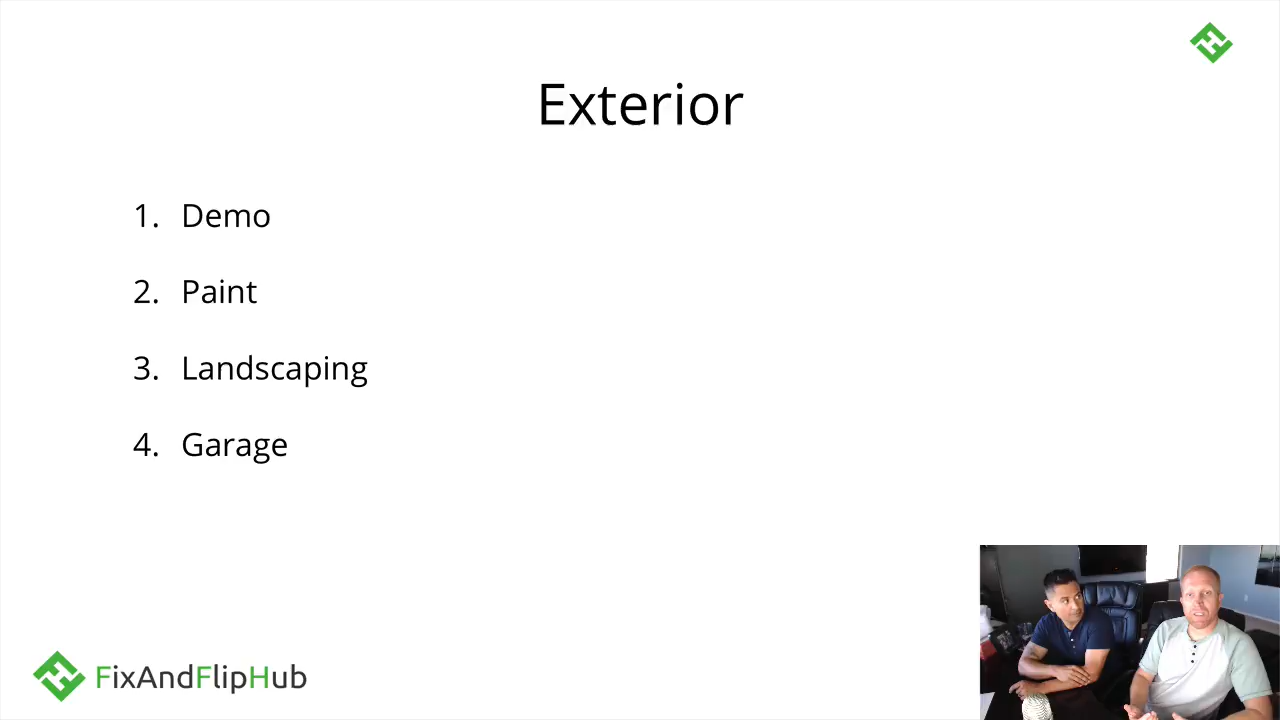 Exterior
1. Demo
2. Paint
3. Landscaping
4. Garage
FixAndFlipHub